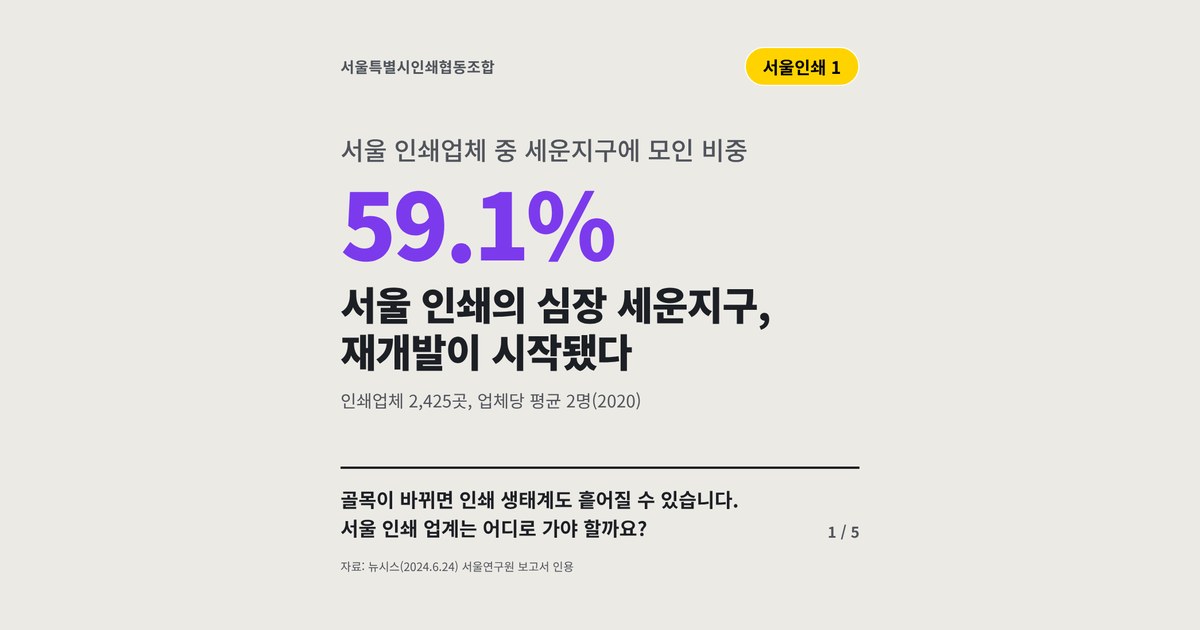 서울특별시인쇄협동조합
서울인쇄 1
서울 인쇄업체 중 세운지구에 모인 비중
59.1%
서울 인쇄의 심장 세운지구,
재개발이 시작됐다
인쇄업체 2,425곳, 업체당 평균 2명(2020)
골목이 바뀌면 인쇄 생태계도 흩어질 수 있습니다.
서울 인쇄 업계는 어디로 가야 할까요?
1 / 5
자료: 뉴시스(2024.6.24) 서울연구원 보고서 인용